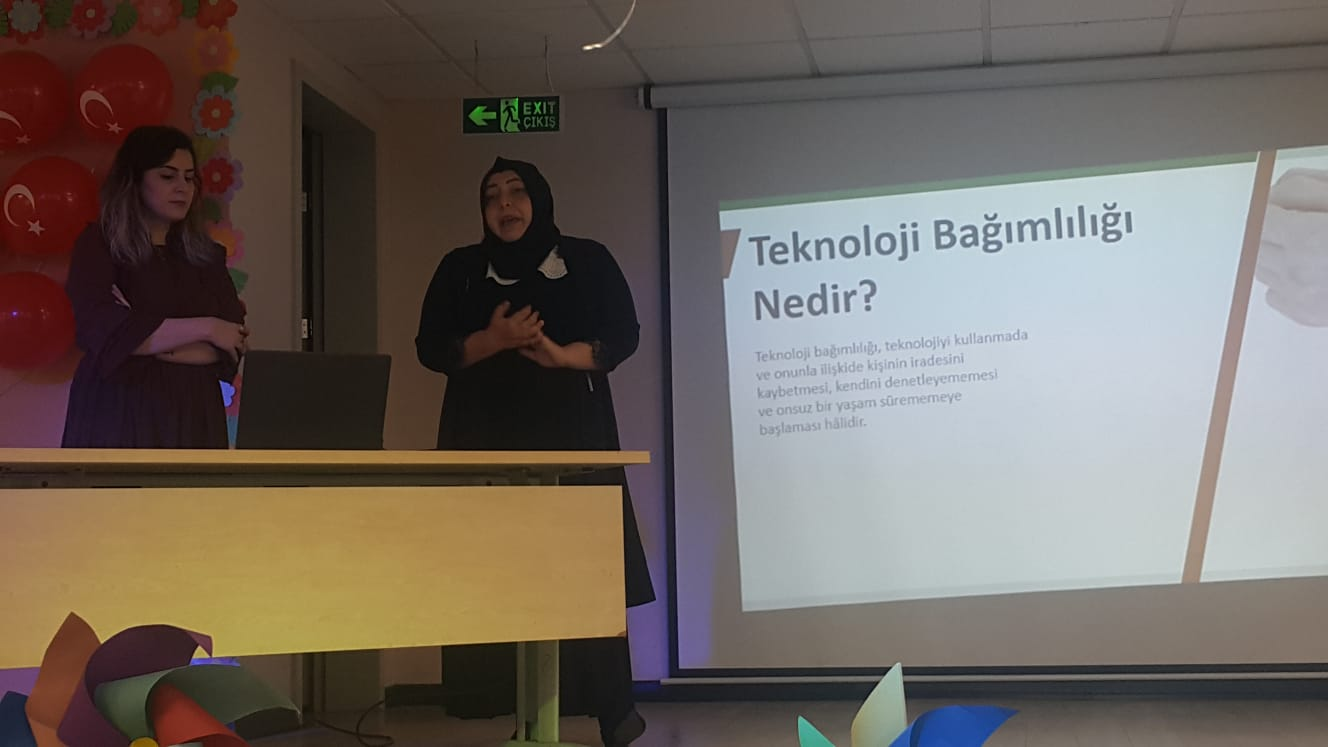 EXIT
ÇIKIŞ
Teknoloji Bağımlılığı
Nedir?
Teknoloji bağımlılığı, teknolojiyi kullanmada
ve onunla ilişkide kişinin iradesini
kaybetmesi, kendini denetleyememesi
ve onsuz bir yaşam sürememeye
başlaması hâlidir.